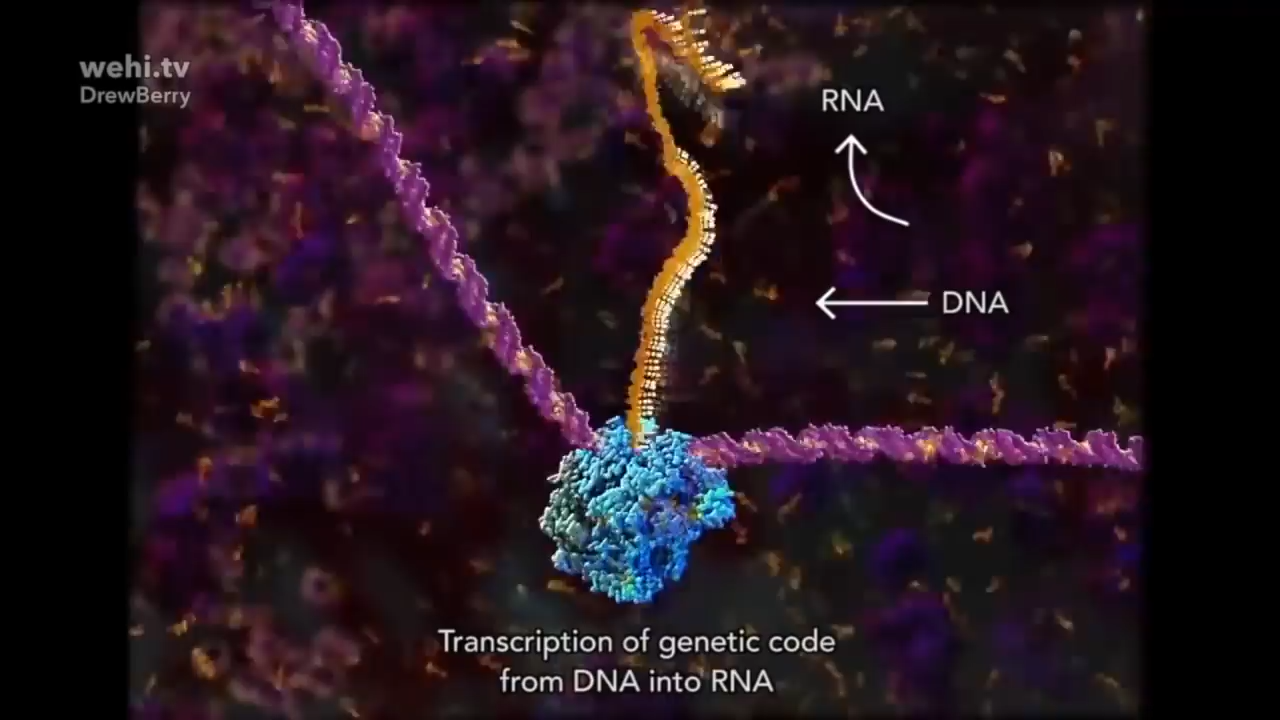 wehi.tv
DrewBerry
RNA
DNA
Transcription of genetic code
from DNA into RNA